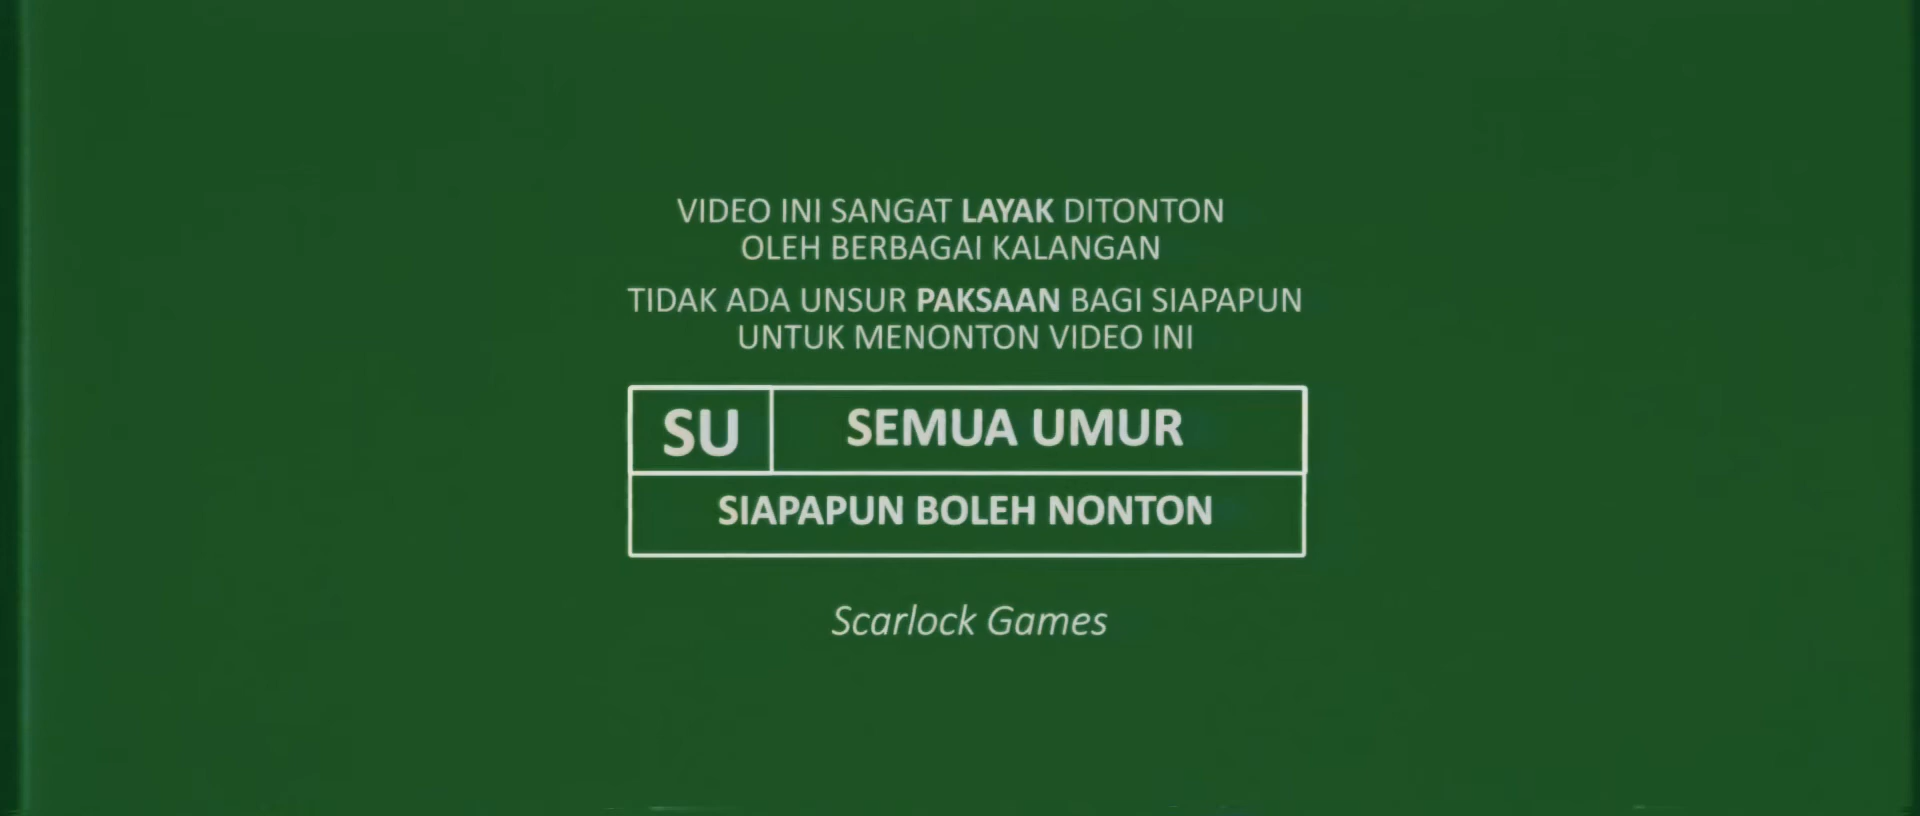 VIDEO INI SANGAT LAYAK DITONTON
OLEH BERBAGAI KALANGAN
TIDAK ADA UNSUR PAKSAAN BAGI SIAPAPUN
UNTUK MENONTON VIDEO INI
SU
SEMUA UMUR
SIAPAPUN BOLEH NONTON
Scarlock Games